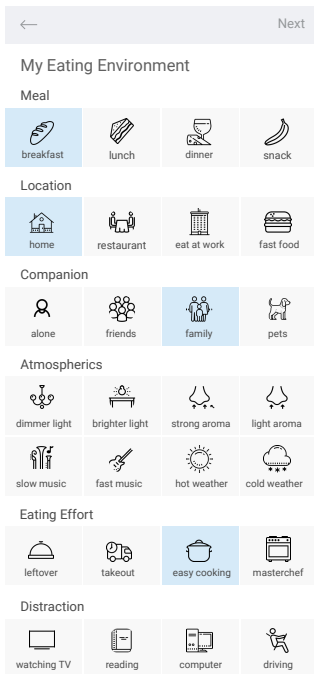 Next
My Eating Environment
Meal
breakfast lunch dinner snack
Location
home restaurant eat at work fast food
Companion
alone friends family pets
Atmospherics
dimmer light brighter light strong aroma light aroma
slow music fast music hot weather cold weather
Eating Effort
leftover takeout easy cooking masterchef
Distraction
watching TV reading computer driving